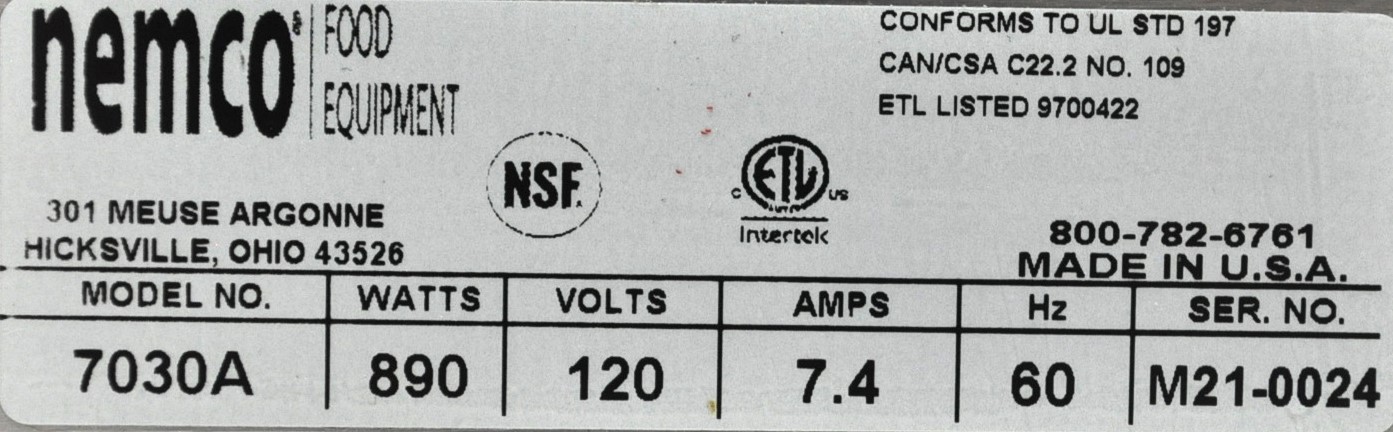 nemco® FOOD
EQUIPMENT
CONFORMS TO UL STD 197
CAN/CSA C22.2 NO. 109
ETL LISTED 9700422
NSF.
C ETL US
Intertek
301 MEUSE ARGONNE
HICKSVILLE, OHIO 43526
800-782-6761
MADE IN U.S.A.
MODEL NO. WATTS VOLTS AMPS Hz SER. NO.
7030A 890 120 7.4 60 M21-0024